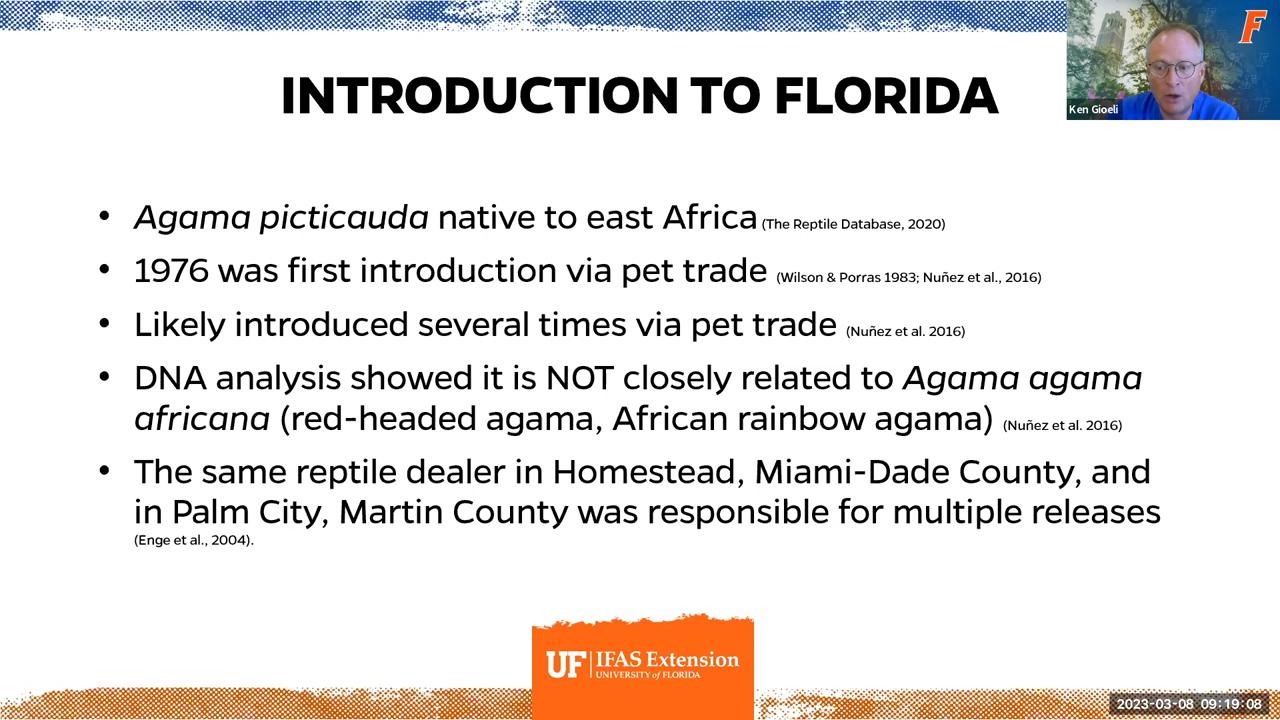 INTRODUCTION TO FLORIDA
F
Ken Gioeli
• Agama picticauda native to east Africa (The Reptile Database, 2020)
• 1976 was first introduction via pet trade (Wilson & Porras 1983; Nuñez et al., 2016)
• Likely introduced several times via pet trade (Nuñez et al. 2016)
• DNA analysis showed it is NOT closely related to Agama agama
africana (red-headed agama, African rainbow agama) (Nuñez et al. 2016)
• The same reptile dealer in Homestead, Miami-Dade County, and
in Palm City, Martin County was responsible for multiple releases
(Enge et al., 2004).
UF IFAS Extension
UNIVERSITY of FLORIDA
2023-03-08 09:19:08